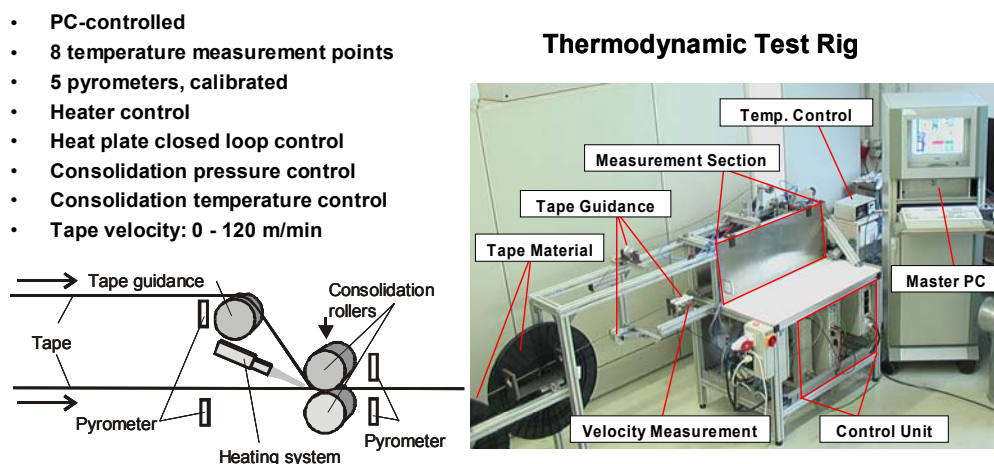 • PC-controlled
• 8 temperature measurement points
• 5 pyrometers, calibrated
• Heater control
• Heat plate closed loop control
• Consolidation pressure control
• Consolidation temperature control
• Tape velocity: 0 - 120 m/min
Tape guidance
Consolidation
rollers
Tape
Pyrometer
Pyrometer
Heating system
Thermodynamic Test Rig
Temp. Control
Measurement Section
Tape Guidance
Tape Material
Master PC
Velocity Measurement
Control Unit